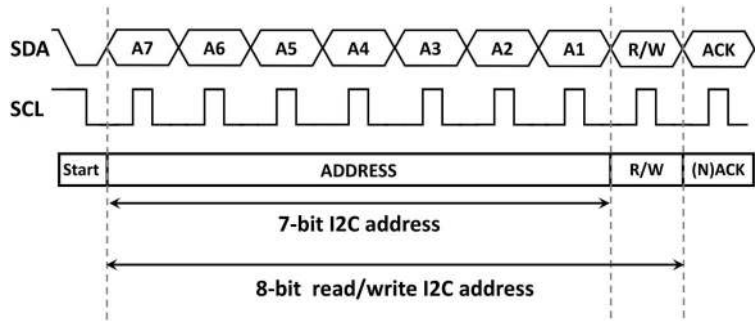 SDA A7 A6 A5 A4 A3 A2 A1 R/W ACK
SCL
Start ADDRESS R/W (N)ACK
7-bit I2C address
8-bit read/write I2C address